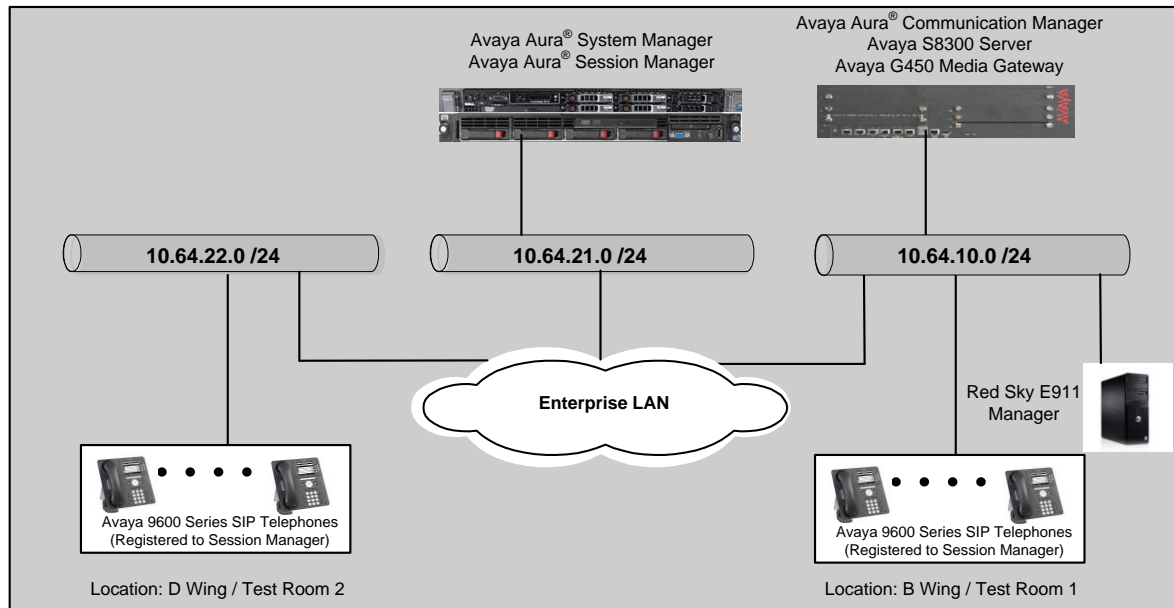 Avaya Aura® System Manager
Avaya Aura® Session Manager
Avaya Aura® Communication Manager
Avaya S8300 Server
Avaya G450 Media Gateway
AVAYA
10.64.22.0 /24
10.64.21.0 /24
10.64.10.0 /24
Enterprise LAN
Red Sky E911
Manager
Avaya 9600 Series SIP Telephones
(Registered to Session Manager)
Avaya 9600 Series SIP Telephones
(Registered to Session Manager)
Location: D Wing / Test Room 2
Location: B Wing / Test Room 1